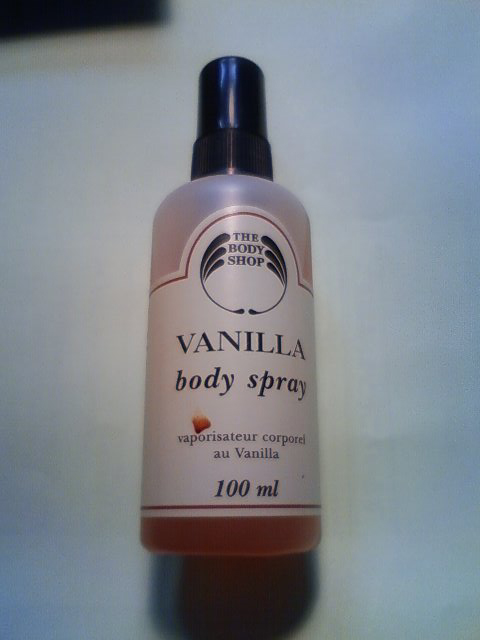 THE
BODY
SHOP
VANILLA
body spray
vaporisateur corporel
au Vanilla
100 ml